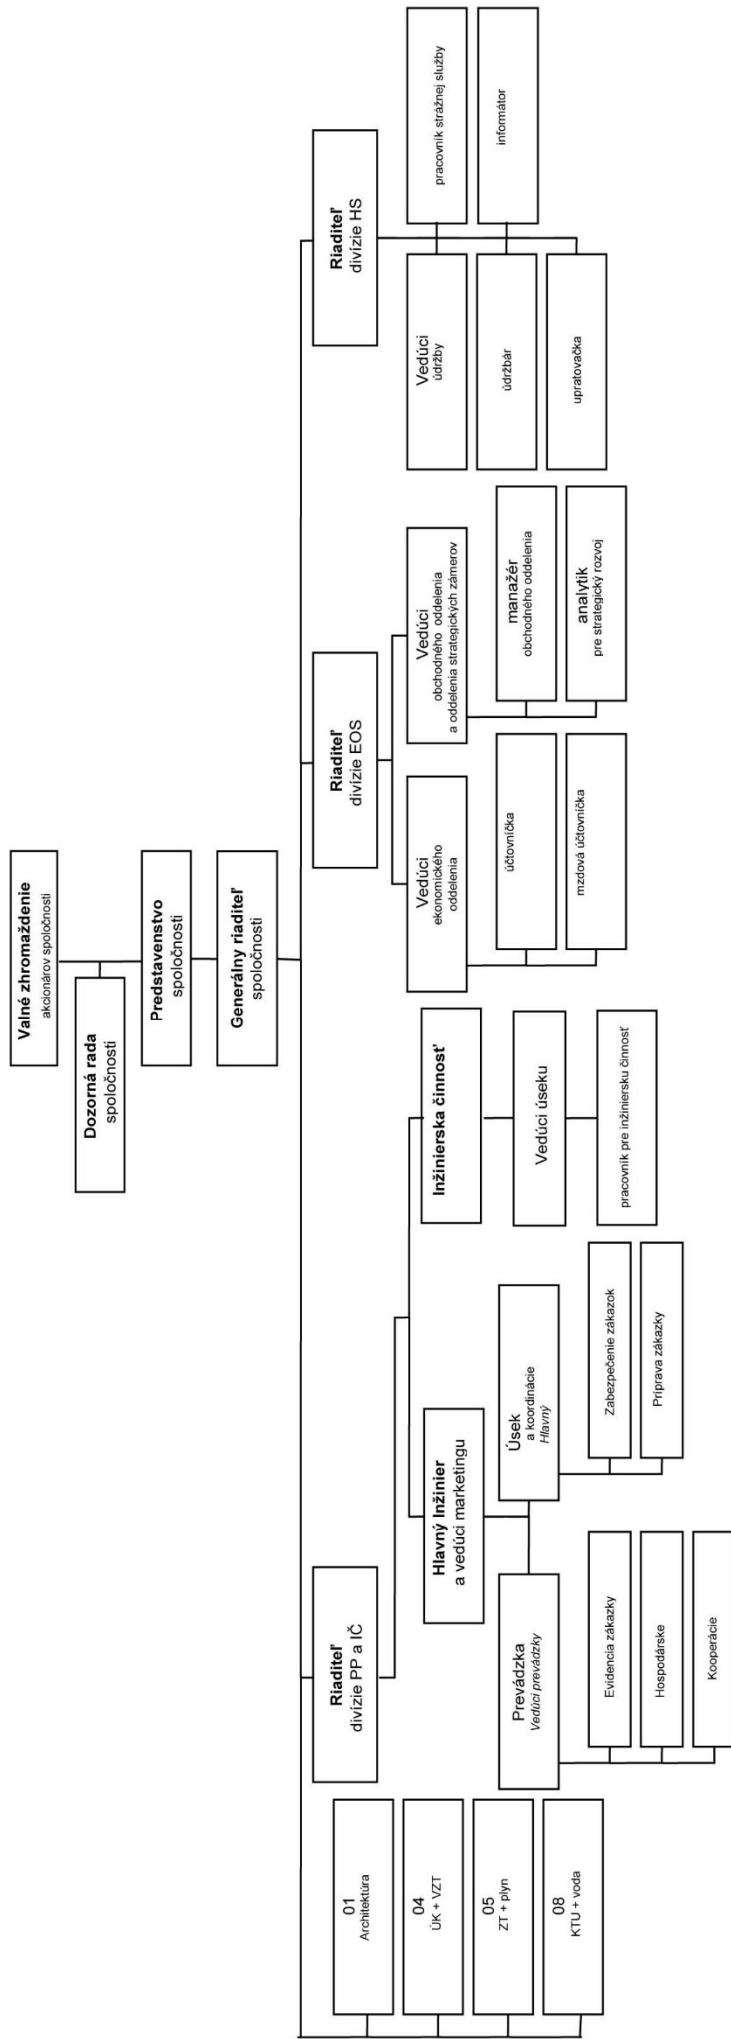 Valné zhromaždenie
akcionárov spoločnosti
Dozorná rada
spoločnosti
Predstavenstvo
spoločnosti
Generálny riaditeľ
spoločnosti
01
Architektúra
04
ÚK + VZT
05
ZT + plyn
08
KTU + voda
Riaditeľ
divízie PP a IČ
Hlavný Inžinier
a vedúci marketingu
Prevádzka
Vedúci prevádzky
Evidencia zákazky
Hospodárske
Kooperácie
Úsek
a koordinácie
Hlavný
Zabezpečenie zákazok
Príprava zákazky
Inžinierska činnosť
Vedúci úseku
pracovník pre inžiniersku činnosť
Riaditeľ
divízie EOS
Vedúci
ekonomického
oddelenia
účtovníčka
mzdová účtovníčka
Vedúci
obchodného oddelenia
a oddelenia strategických zámerov
manažér
obchodného oddelenia
analytik
pre strategický rozvoj
Riaditeľ
divízie HS
Vedúci
údržby
údržbár
upratovačka
pracovník strážnej služby
informátor